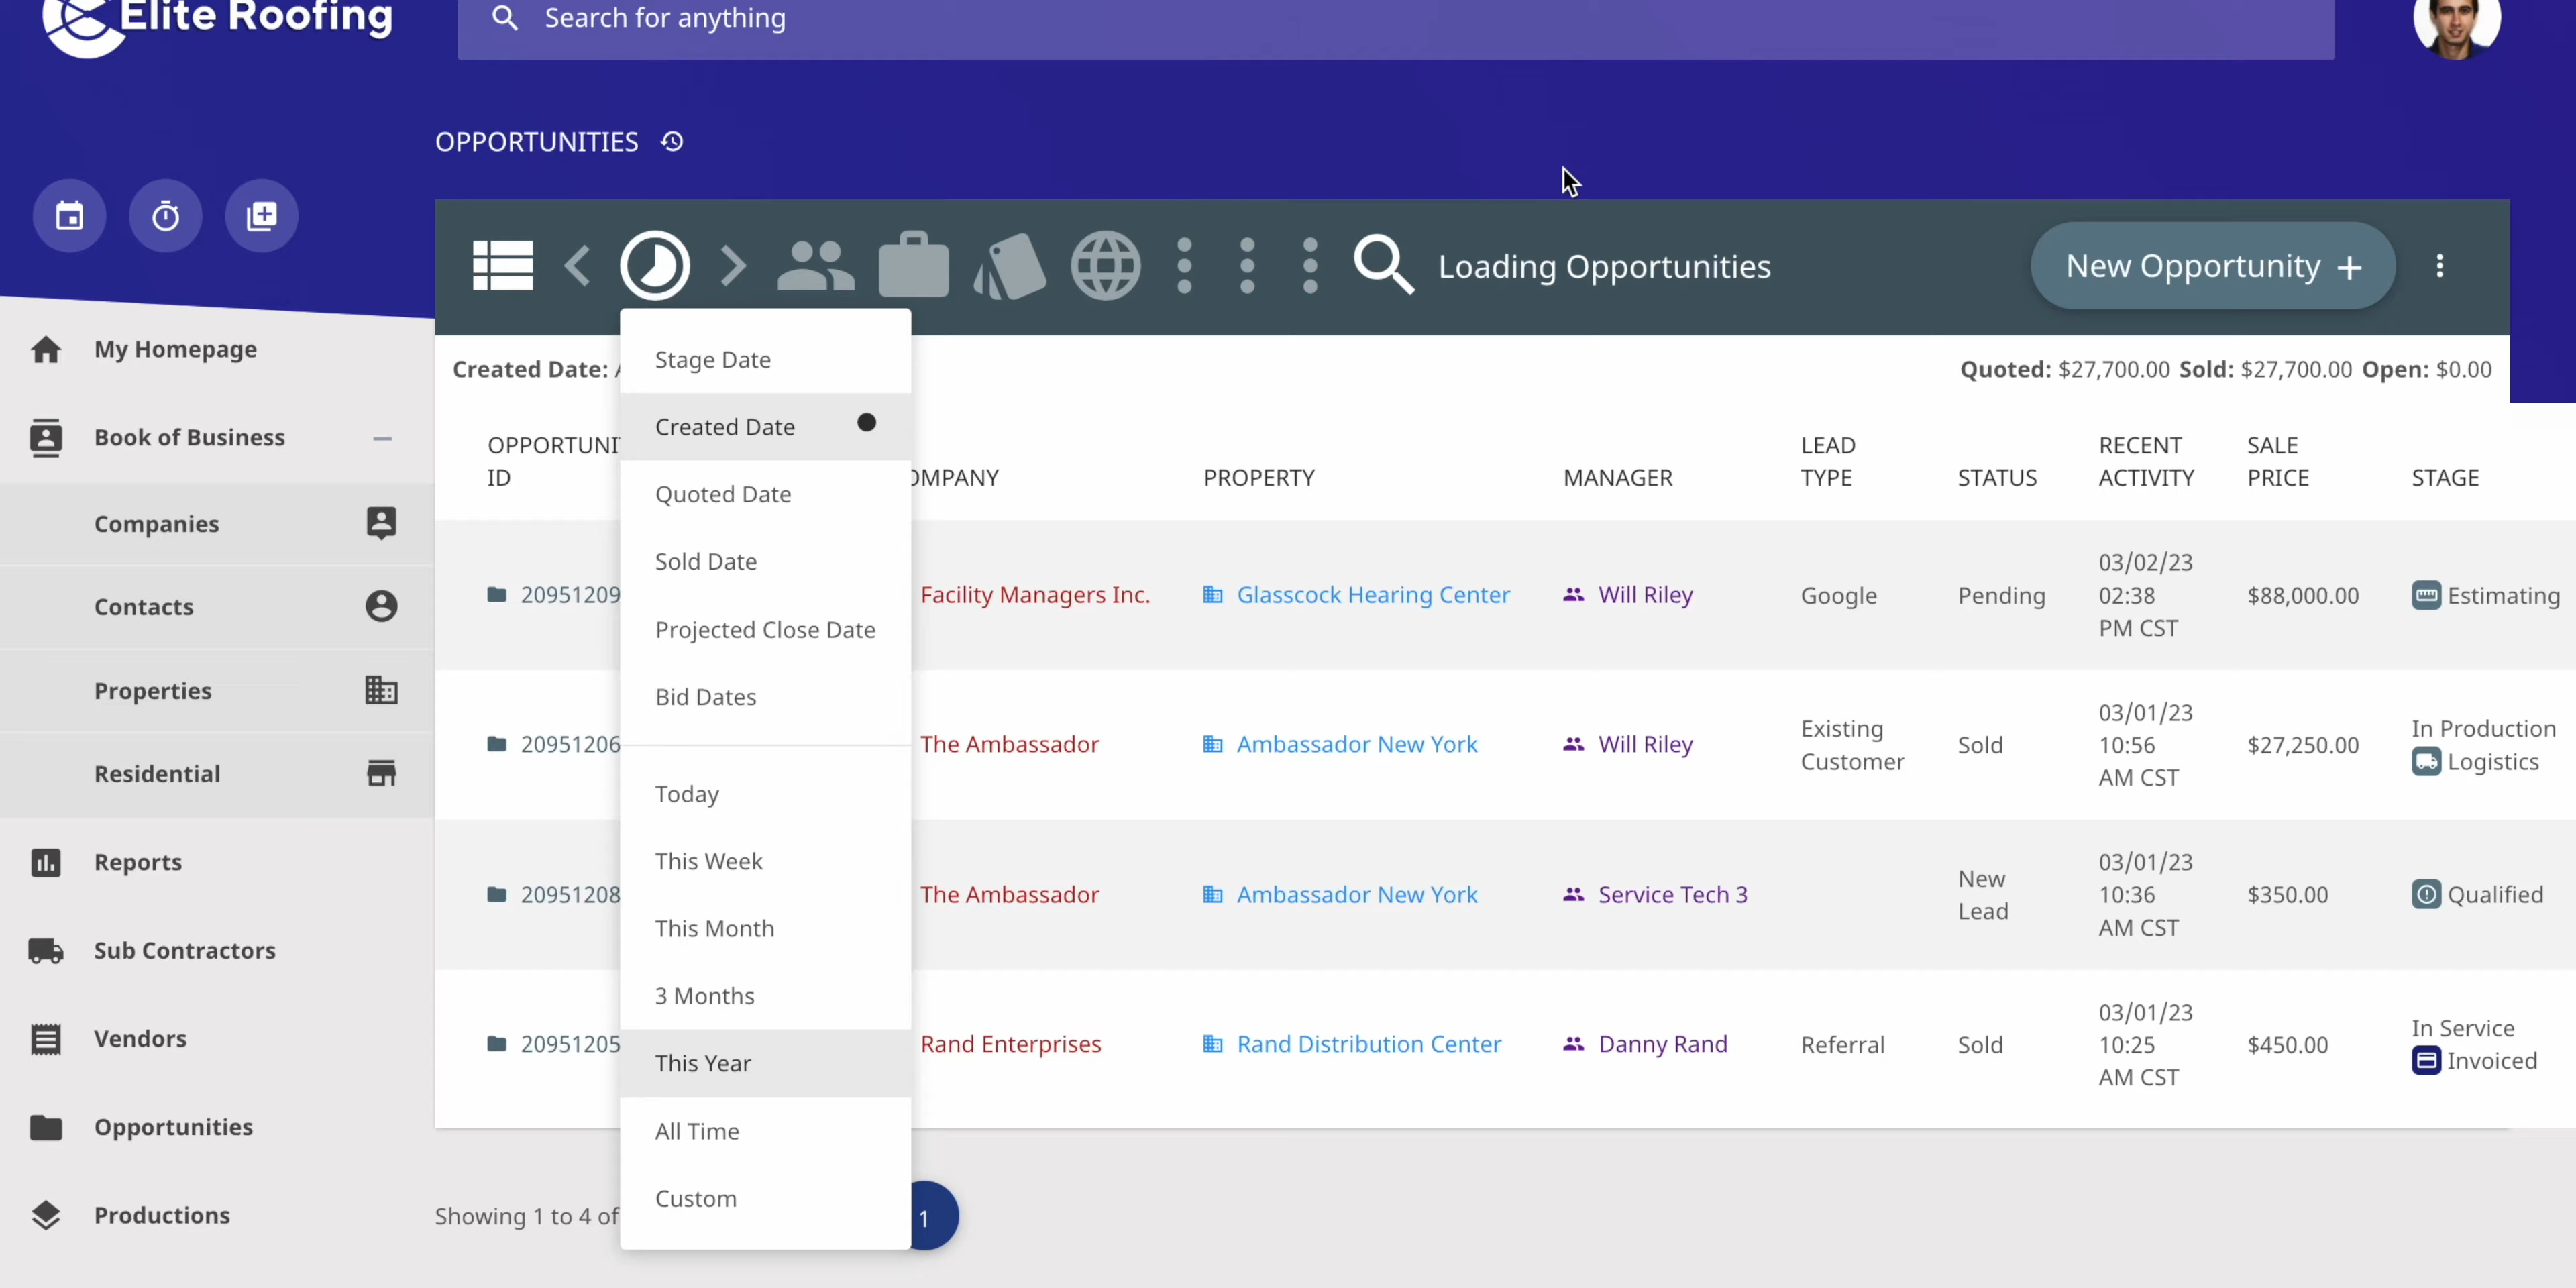 Elite Roofing
Search for anything
OPPORTUNITIES
Loading Opportunities
New Opportunity +
My Homepage
Book of Business
Companies
Contacts
Properties
Residential
Reports
Sub Contractors
Vendors
Opportunities
Productions
Created Date:
Quoted: $27,700.00 Sold: $27,700.00 Open: $0.00
Stage Date
Created Date
Quoted Date
Sold Date
Projected Close Date
Bid Dates
Today
This Week
This Month
3 Months
This Year
All Time
Custom
ID
PROPERTY
MANAGER
LEAD
TYPE
STATUS
RECENT
ACTIVITY
SALE
PRICE
STAGE
20951209
Facility Managers Inc.
Glasscock Hearing Center
Will Riley
Google
Pending
03/02/23
02:38
PM CST
$88,000.00
Estimating
20951206
The Ambassador
Ambassador New York
Will Riley
Existing
Customer
Sold
03/01/23
10:56
AM CST
$27,250.00
In Production
Logistics
20951208
The Ambassador
Ambassador New York
Service Tech 3
New
Lead
03/01/23
10:36
AM CST
$350.00
Qualified
20951205
Rand Enterprises
Rand Distribution Center
Danny Rand
Referral
Sold
03/01/23
10:25
AM CST
$450.00
In Service
Invoiced
Showing 1 to 4 of
1